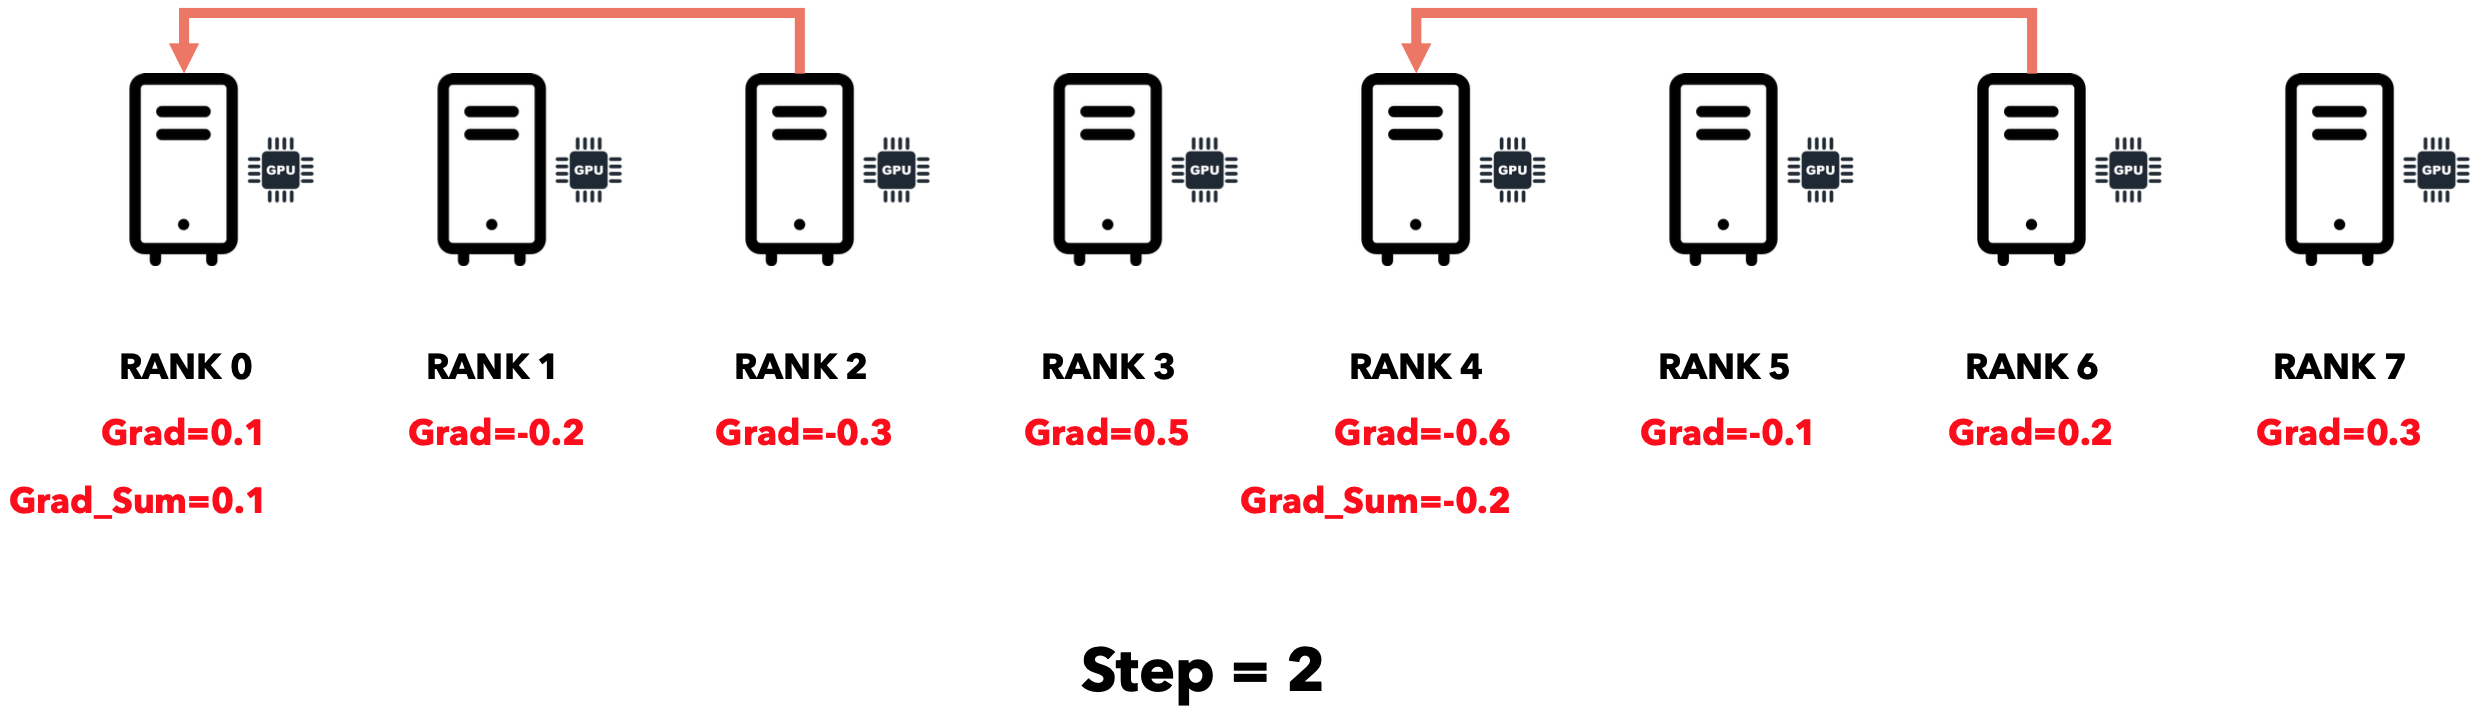 GPU GPU GPU GPU GPU GPU GPU GPU
RANK 0 RANK 1 RANK 2 RANK 3 RANK 4 RANK 5 RANK 6 RANK 7
Grad=0.1 Grad=-0.2 Grad=-0.3 Grad=0.5 Grad=-0.6 Grad=-0.1 Grad=0.2 Grad=0.3
Grad_Sum=0.1 Grad_Sum=-0.2
Step = 2